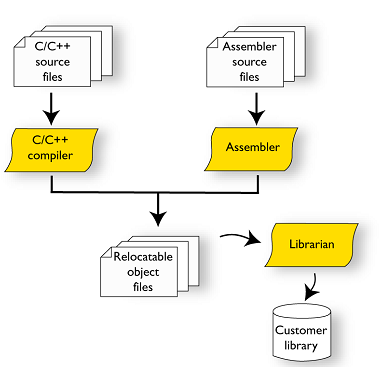 C/C++
source
files
Assembler
source
files
C/C++
compiler
Assembler
Relocatable
object
files
Librarian
Customer
library